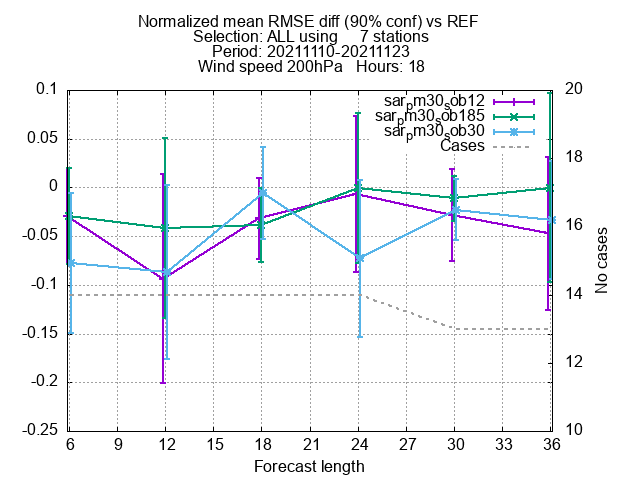 Normalized mean RMSE diff (90% conf) vs REF
Selection: ALL using 7 stations
Period: 20211110-20211123
Wind speed 200hPa Hours: 18
sar_pm30_sob12
sar_pm30_sob185
sar_pm30_sob30
Cases
0.1
0.05
0
-0.05
-0.1
-0.15
-0.2
-0.25
20
18
16
14
12
10
No cases
6 9 12 15 18 21 24 27 30 33 36
Forecast length